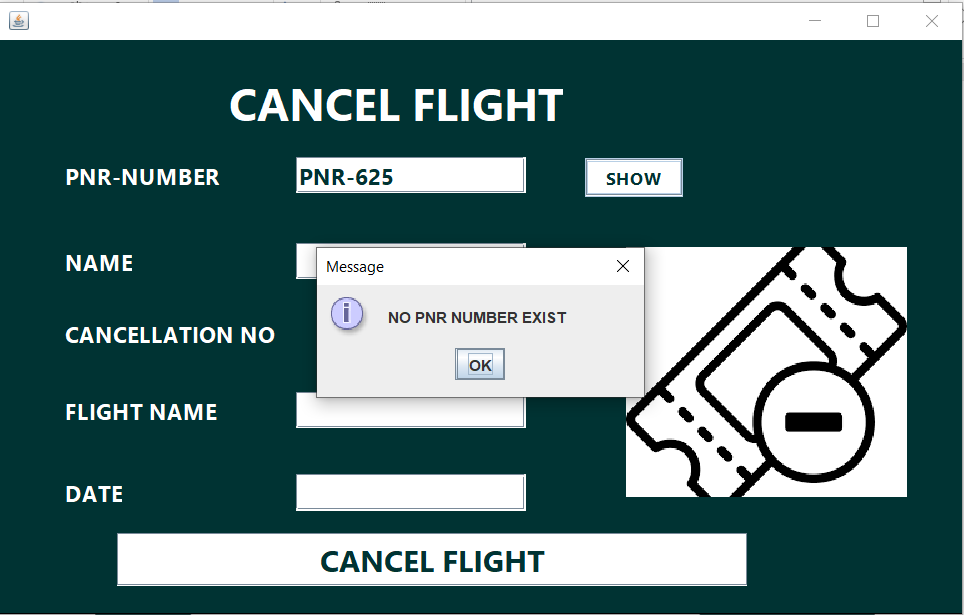 CANCEL FLIGHT
PNR-NUMBER
PNR-625
SHOW
NAME
Message
NO PNR NUMBER EXIST
OK
CANCELLATION NO
FLIGHT NAME
DATE
CANCEL FLIGHT